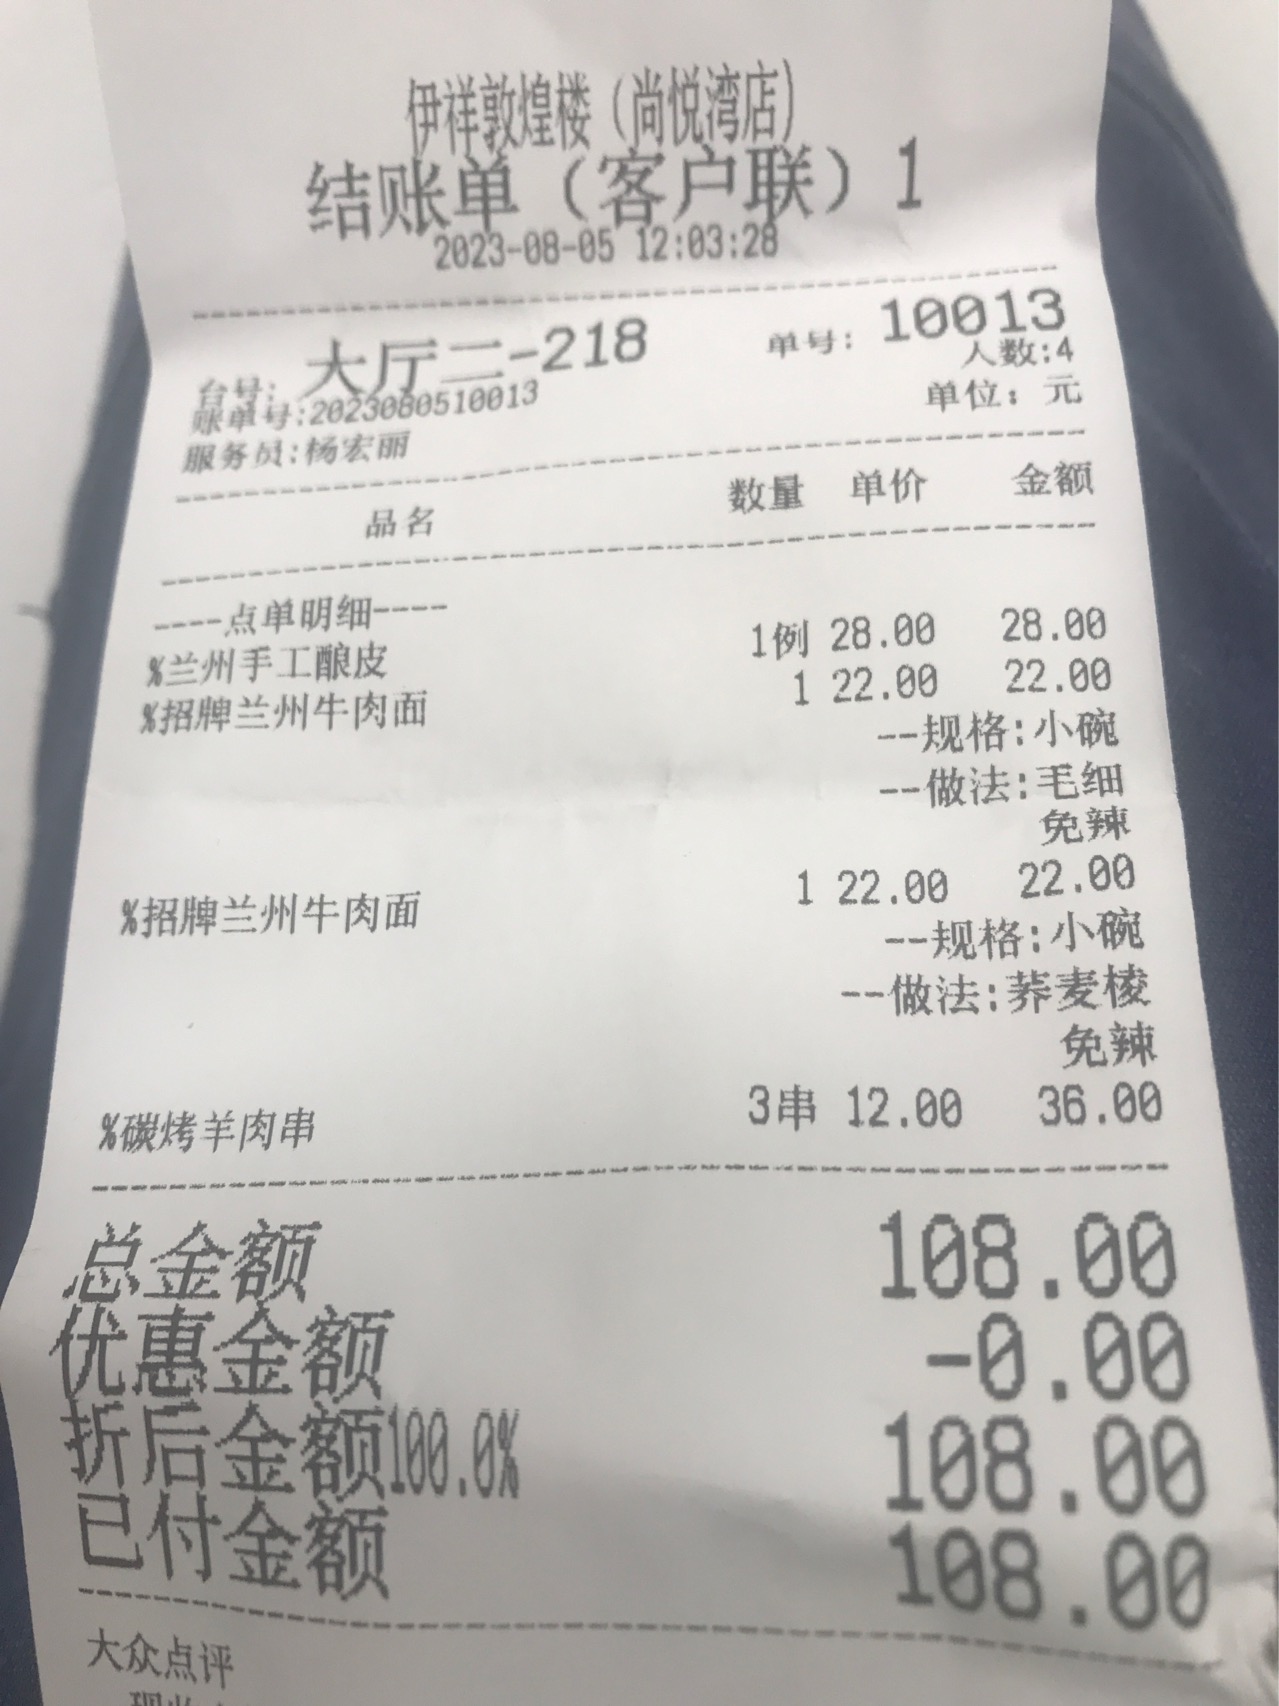 伊祥敦煌楼（尚悦湾店）
结账单（客户联）1
2023-08-05 12:03:28
台号: 大厅二-218 单号: 10013
账单号:2023080510013 人数:4
服务员:杨宏丽 单位: 元
品名 数量 单价 金额
----点单明细----
%兰州手工酿皮 1例 28.00 28.00
%招牌兰州牛肉面 1 22.00 22.00
--规格:小碗
--做法:毛细
免辣
%招牌兰州牛肉面 1 22.00 22.00
--规格:小碗
--做法:荞麦棱
免辣
%碳烤羊肉串 3串 12.00 36.00
总金额 108.00
优惠金额 -0.00
折后金额100.0% 108.00
已付金额 108.00
大众点评